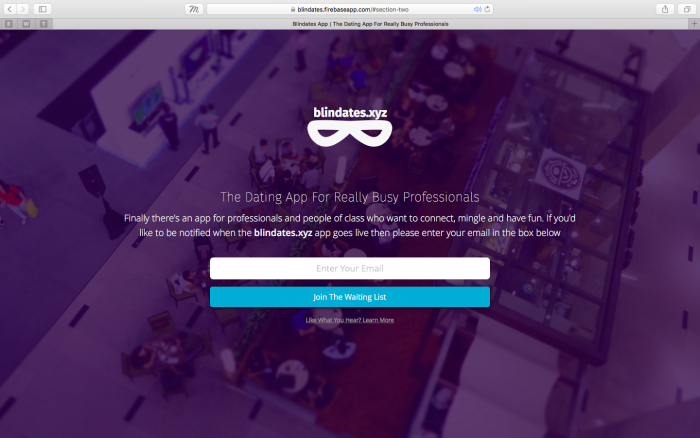 blindates.firebaseapp.com/#section-two
Blindates App | The Dating App For Really Busy Professionals
E
M
T
blindates.xyz
The Dating App For Really Busy Professionals
Finally there's an app for professionals and people of class who want to connect, mingle and have fun. If you'd
like to be notified when the blindates.xyz app goes live then please enter your email in the box below
Enter Your Email
Join The Waiting List
Like What You Hear? Learn More